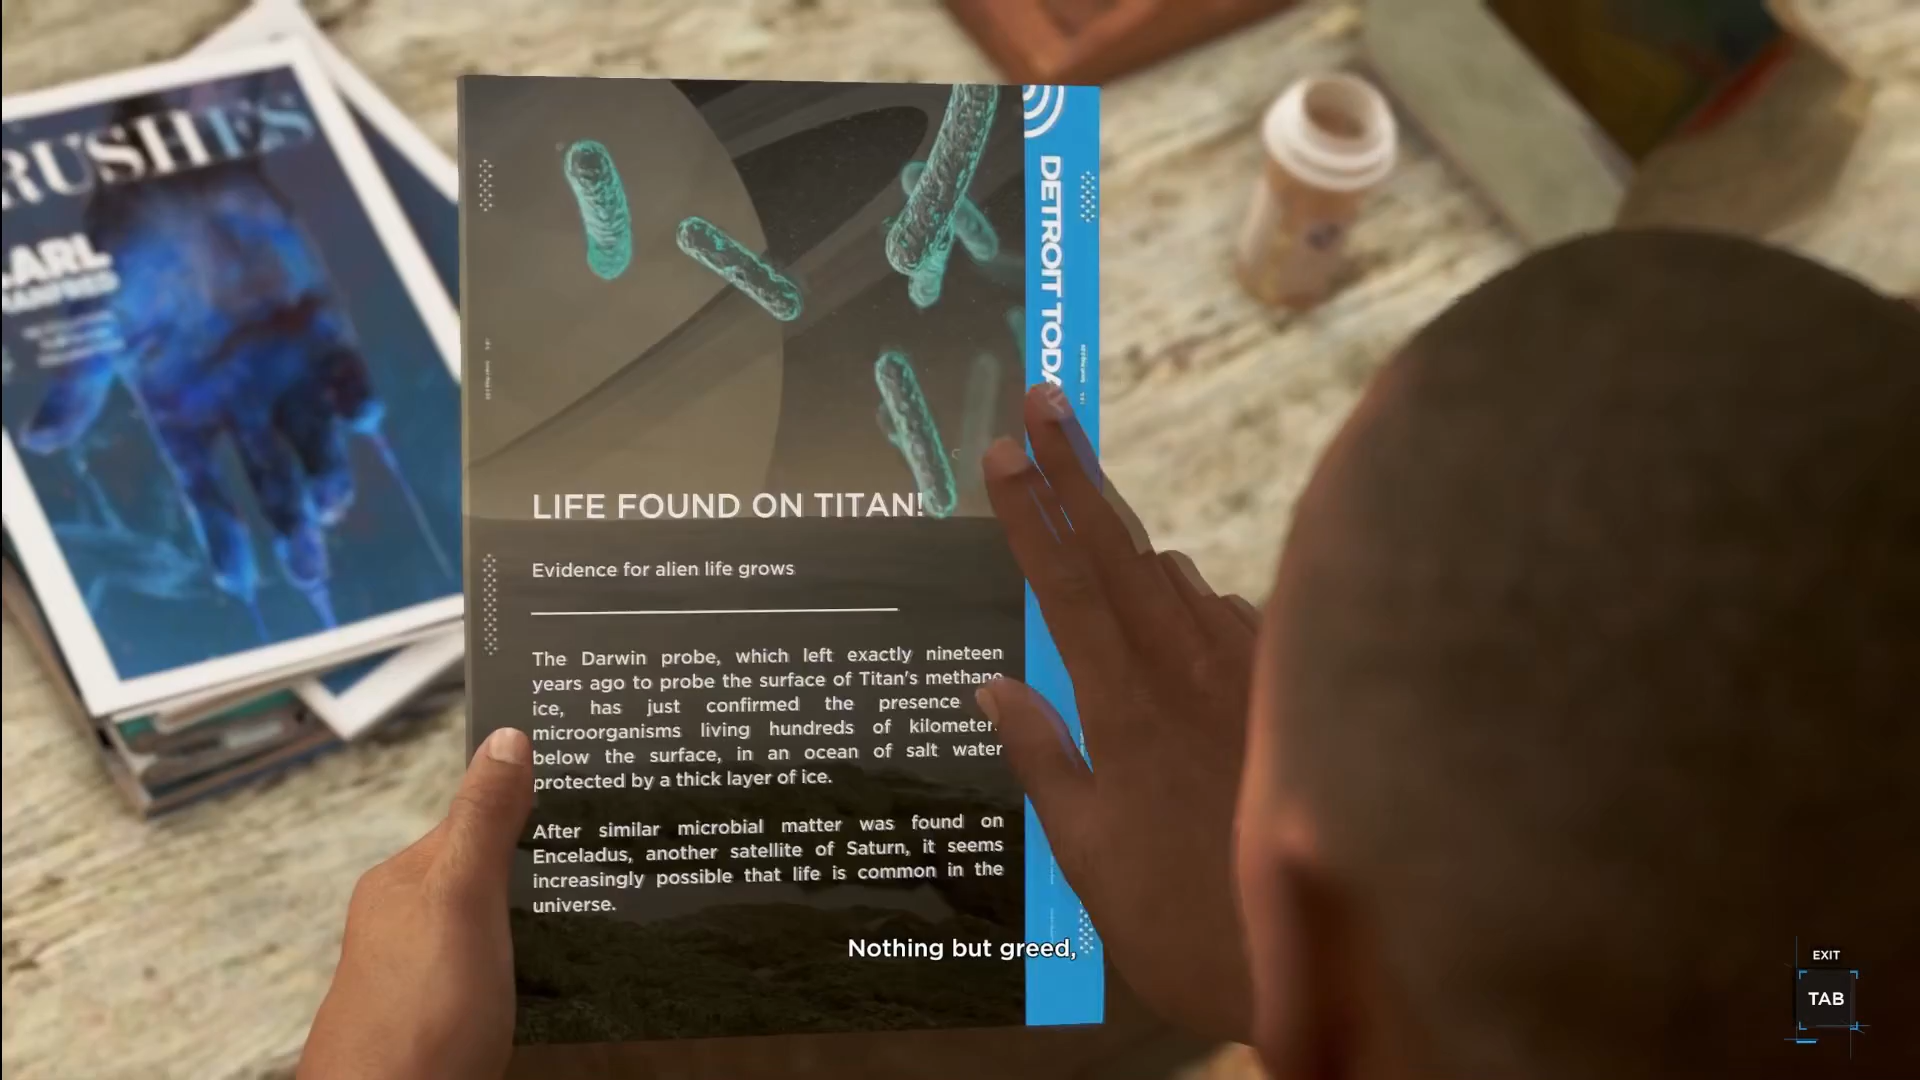 RUSHES
CARL
MANFRED
DETROIT TODAY
LIFE FOUND ON TITAN!
Evidence for alien life grows
The Darwin probe, which left exactly nineteen
years ago to probe the surface of Titan's methane
ice, has just confirmed the presence
microorganisms living hundreds of kilometer
below the surface, in an ocean of salt water
protected by a thick layer of ice.
After similar microbial matter was found on
Enceladus, another satellite of Saturn, it seems
increasingly possible that life is common in the
universe.
Nothing but greed,
EXIT
TAB